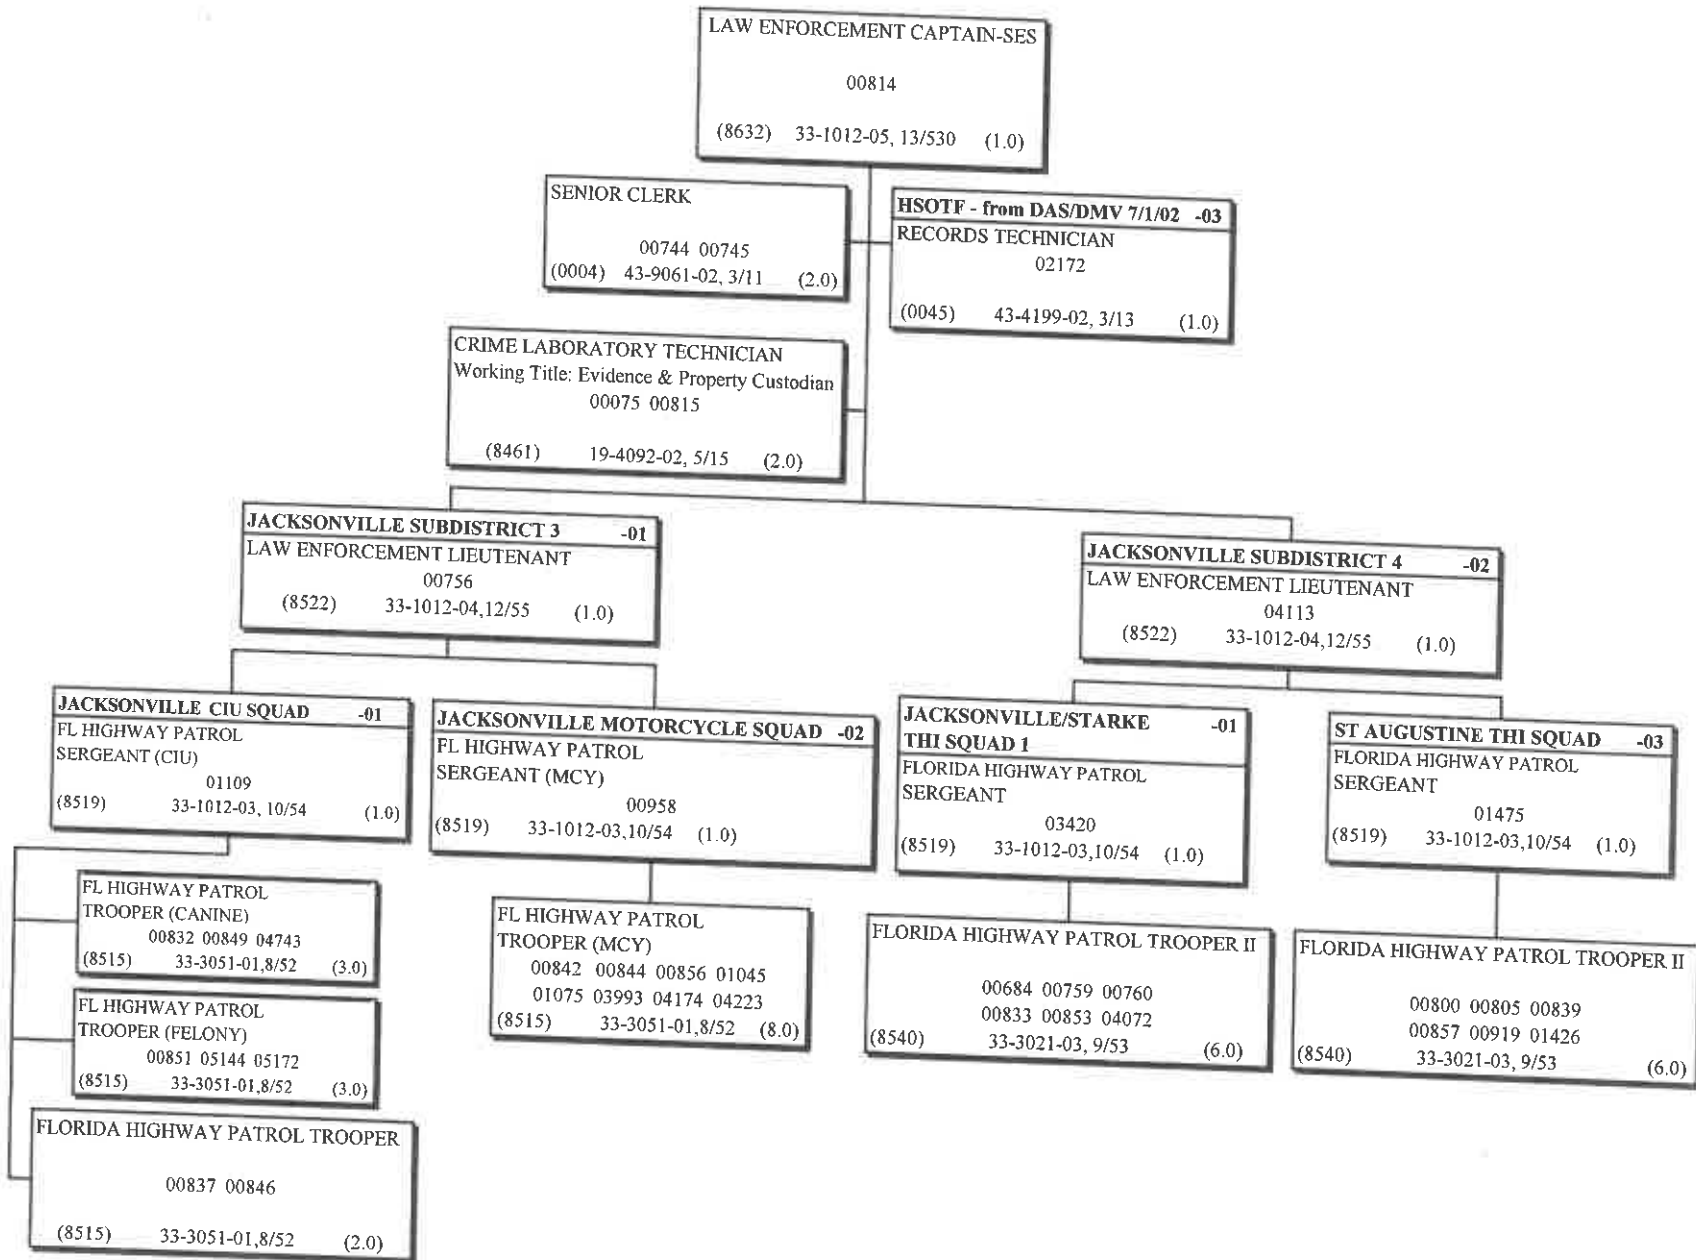 LAW ENFORCEMENT CAPTAIN-SES
00814
(8632) 33-1012-05, 13/530 (1.0)
SENIOR CLERK
00744 00745
(0004) 43-9061-02, 3/11 (2.0)
HSOTF - from DAS/DMV 7/1/02 -03
RECORDS TECHNICIAN
02172
(0045) 43-4199-02, 3/13 (1.0)
CRIME LABORATORY TECHNICIAN
Working Title: Evidence & Property Custodian
00075 00815
(8461) 19-4092-02, 5/15 (2.0)
JACKSONVILLE SUBDISTRICT 3 -01
LAW ENFORCEMENT LIEUTENANT
00756
(8522) 33-1012-04,12/55 (1.0)
JACKSONVILLE SUBDISTRICT 4 -02
LAW ENFORCEMENT LIEUTENANT
04113
(8522) 33-1012-04,12/55 (1.0)
JACKSONVILLE CIU SQUAD -01
FL HIGHWAY PATROL
SERGEANT (CIU)
01109
(8519) 33-1012-03, 10/54 (1.0)
JACKSONVILLE MOTORCYCLE SQUAD -02
FL HIGHWAY PATROL
SERGEANT (MCY)
00958
(8519) 33-1012-03,10/54 (1.0)
JACKSONVILLE/STARKE -01
THI SQUAD 1
FLORIDA HIGHWAY PATROL
SERGEANT
03420
(8519) 33-1012-03,10/54 (1.0)
ST AUGUSTINE THI SQUAD -03
FLORIDA HIGHWAY PATROL
SERGEANT
01475
(8519) 33-1012-03,10/54 (1.0)
FL HIGHWAY PATROL
TROOPER (CANINE)
00832 00849 04743
(8515) 33-3051-01,8/52 (3.0)
FL HIGHWAY PATROL
TROOPER (FELONY)
00851 05144 05172
(8515) 33-3051-01,8/52 (3.0)
FLORIDA HIGHWAY PATROL TROOPER
00837 00846
(8515) 33-3051-01,8/52 (2.0)
FL HIGHWAY PATROL
TROOPER (MCY)
00842 00844 00856 01045
01075 03993 04174 04223
(8515) 33-3051-01,8/52 (8.0)
FLORIDA HIGHWAY PATROL TROOPER II
00684 00759 00760
00833 00853 04072
(8540) 33-3021-03, 9/53 (6.0)
FLORIDA HIGHWAY PATROL TROOPER II
00800 00805 00839
00857 00919 01426
(8540) 33-3021-03, 9/53 (6.0)